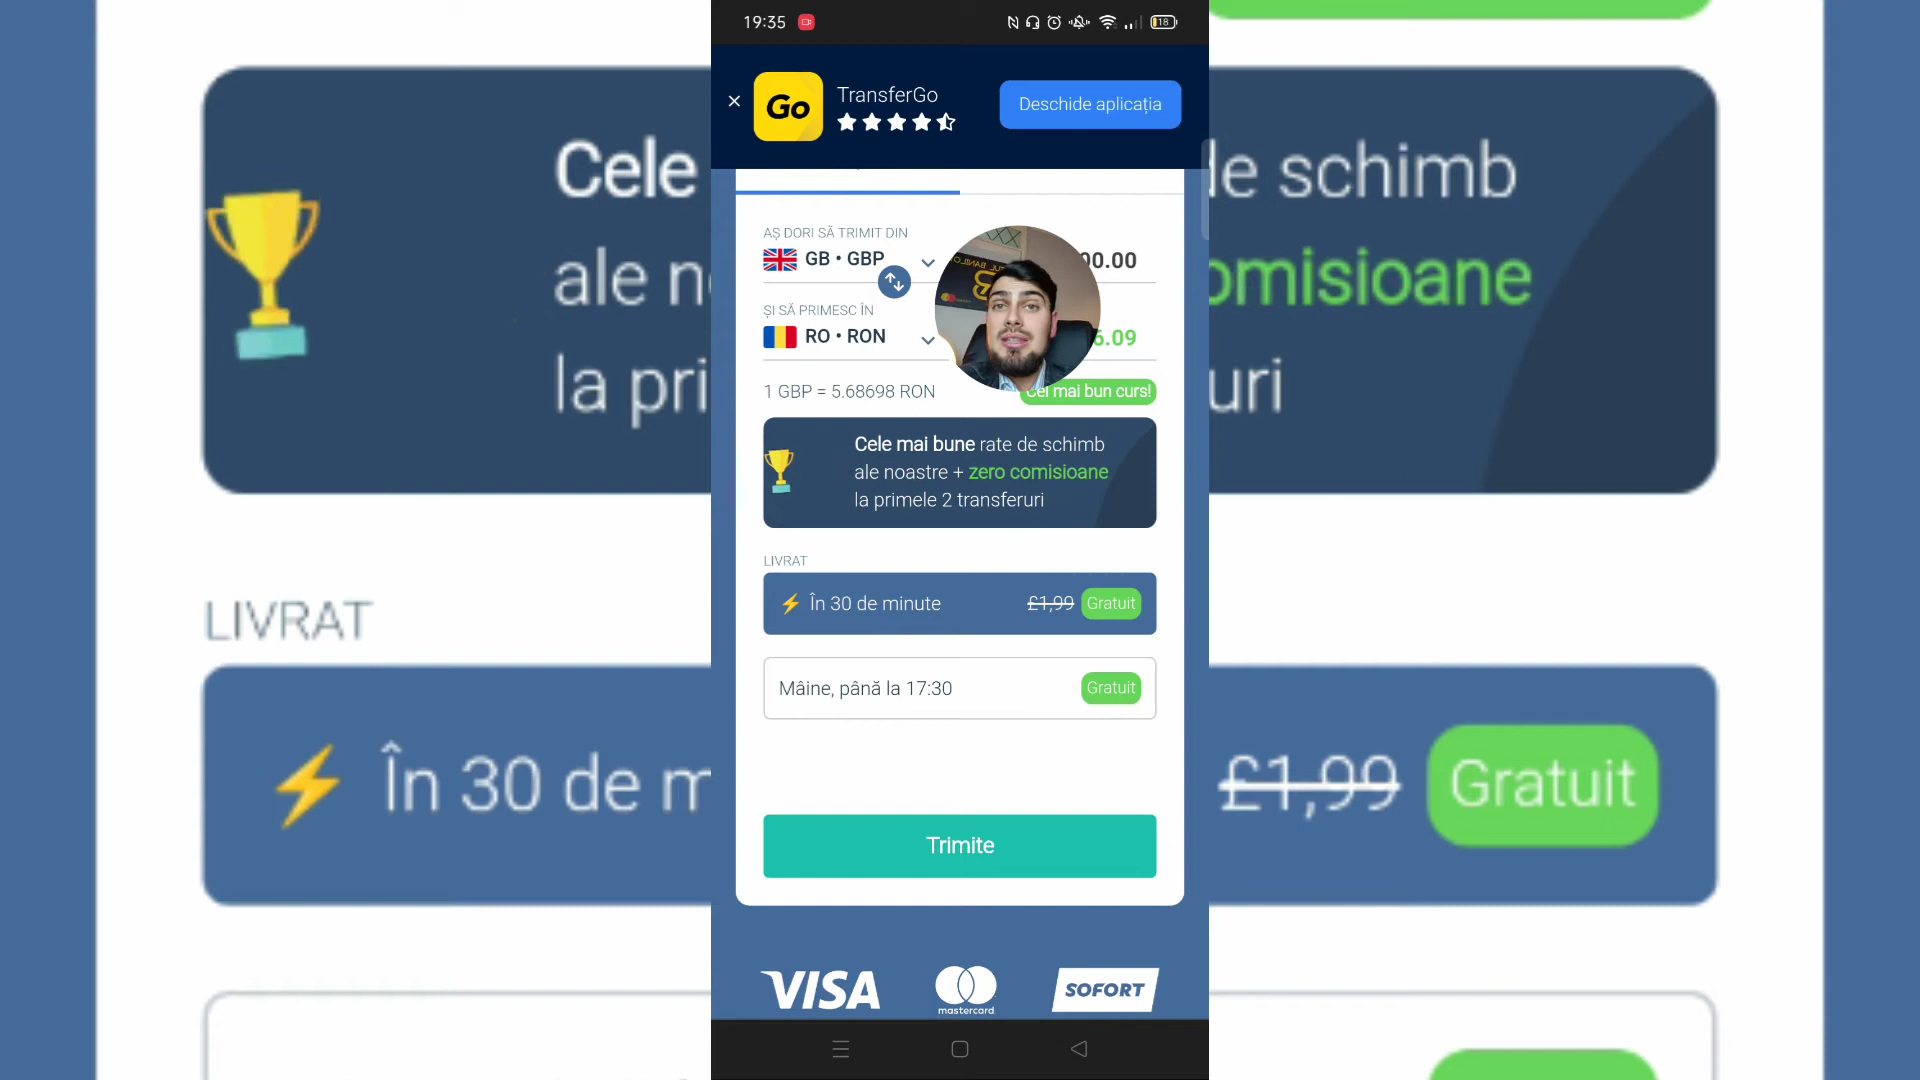 19:35
18
Go
TransferGo
Deschide aplicația
AȘ DORI SĂ TRIMIT DIN
GB • GBP
00.00
ȘI SĂ PRIMESC ÎN
RO • RON
6.09
1 GBP = 5.68698 RON
Cel mai bun curs!
Cele mai bune rate de schimb
ale noastre + zero comisioane
la primele 2 transferuri
LIVRAT
În 30 de minute £1,99 Gratuit
Mâine, până la 17:30 Gratuit
Trimite
VISA
mastercard
SOFORT
Cele
de schimb
ale
omisioane
la pri
uri
LIVRAT
În 30 de m
£1,99 Gratuit